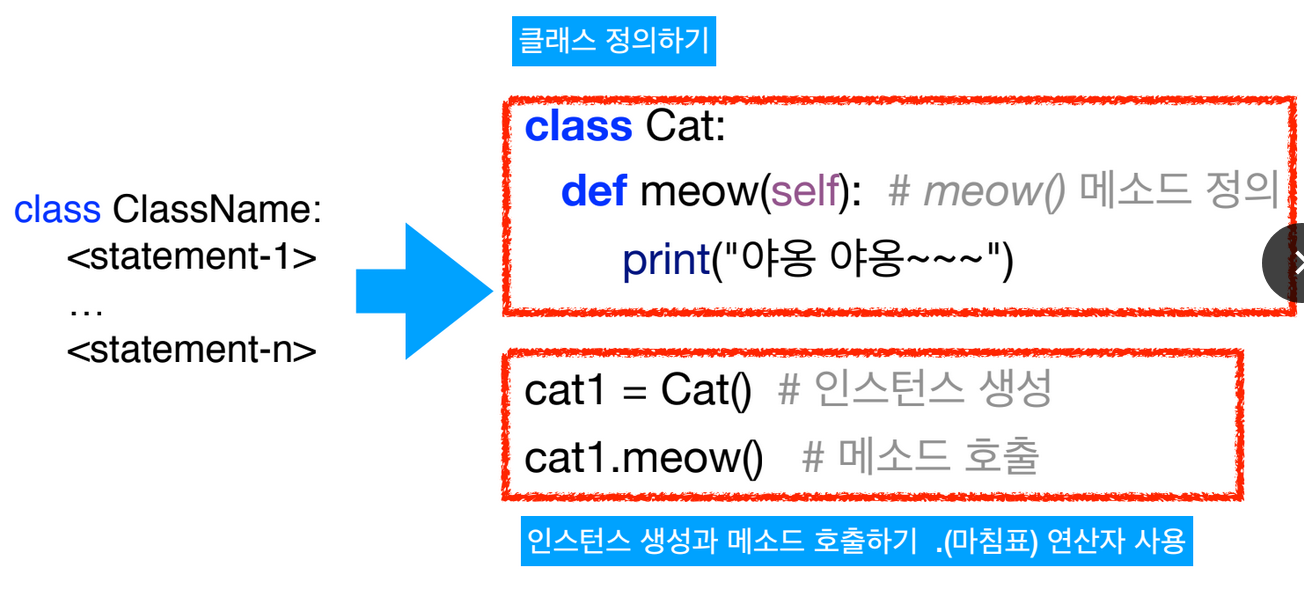 클래스 정의하기
class ClassName:
<statement-1>
...
<statement-n>
class Cat:
def meow(self): # meow() 메소드 정의
print("야옹 야옹~~~")
cat1 = Cat() # 인스턴스 생성
cat1.meow() # 메소드 호출
인스턴스 생성과 메소드 호출하기 .(마침표) 연산자 사용